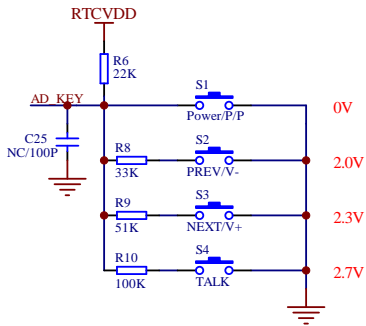 RTCVDD
R6
22K
AD_KEY
S1
Power/P/P
0V
C25
NC/100P
R8
33K
S2
PREV/V-
2.0V
R9
51K
S3
NEXT/V+
2.3V
R10
100K
S4
TALK
2.7V